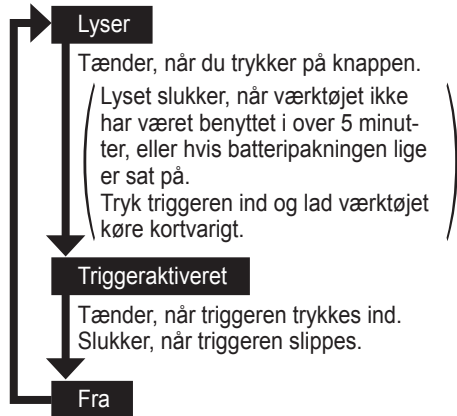 Lyser
Tænder, når du trykker på knappen.
Lyset slukker, når værktøjet ikke
har været benyttet i over 5 minut-
ter, eller hvis batteripakningen lige
er sat på.
Tryk triggeren ind og lad værktøjet
køre kortvarigt.
Triggeraktiveret
Tænder, når triggeren trykkes ind.
Slukker, når triggeren slippes.
Fra